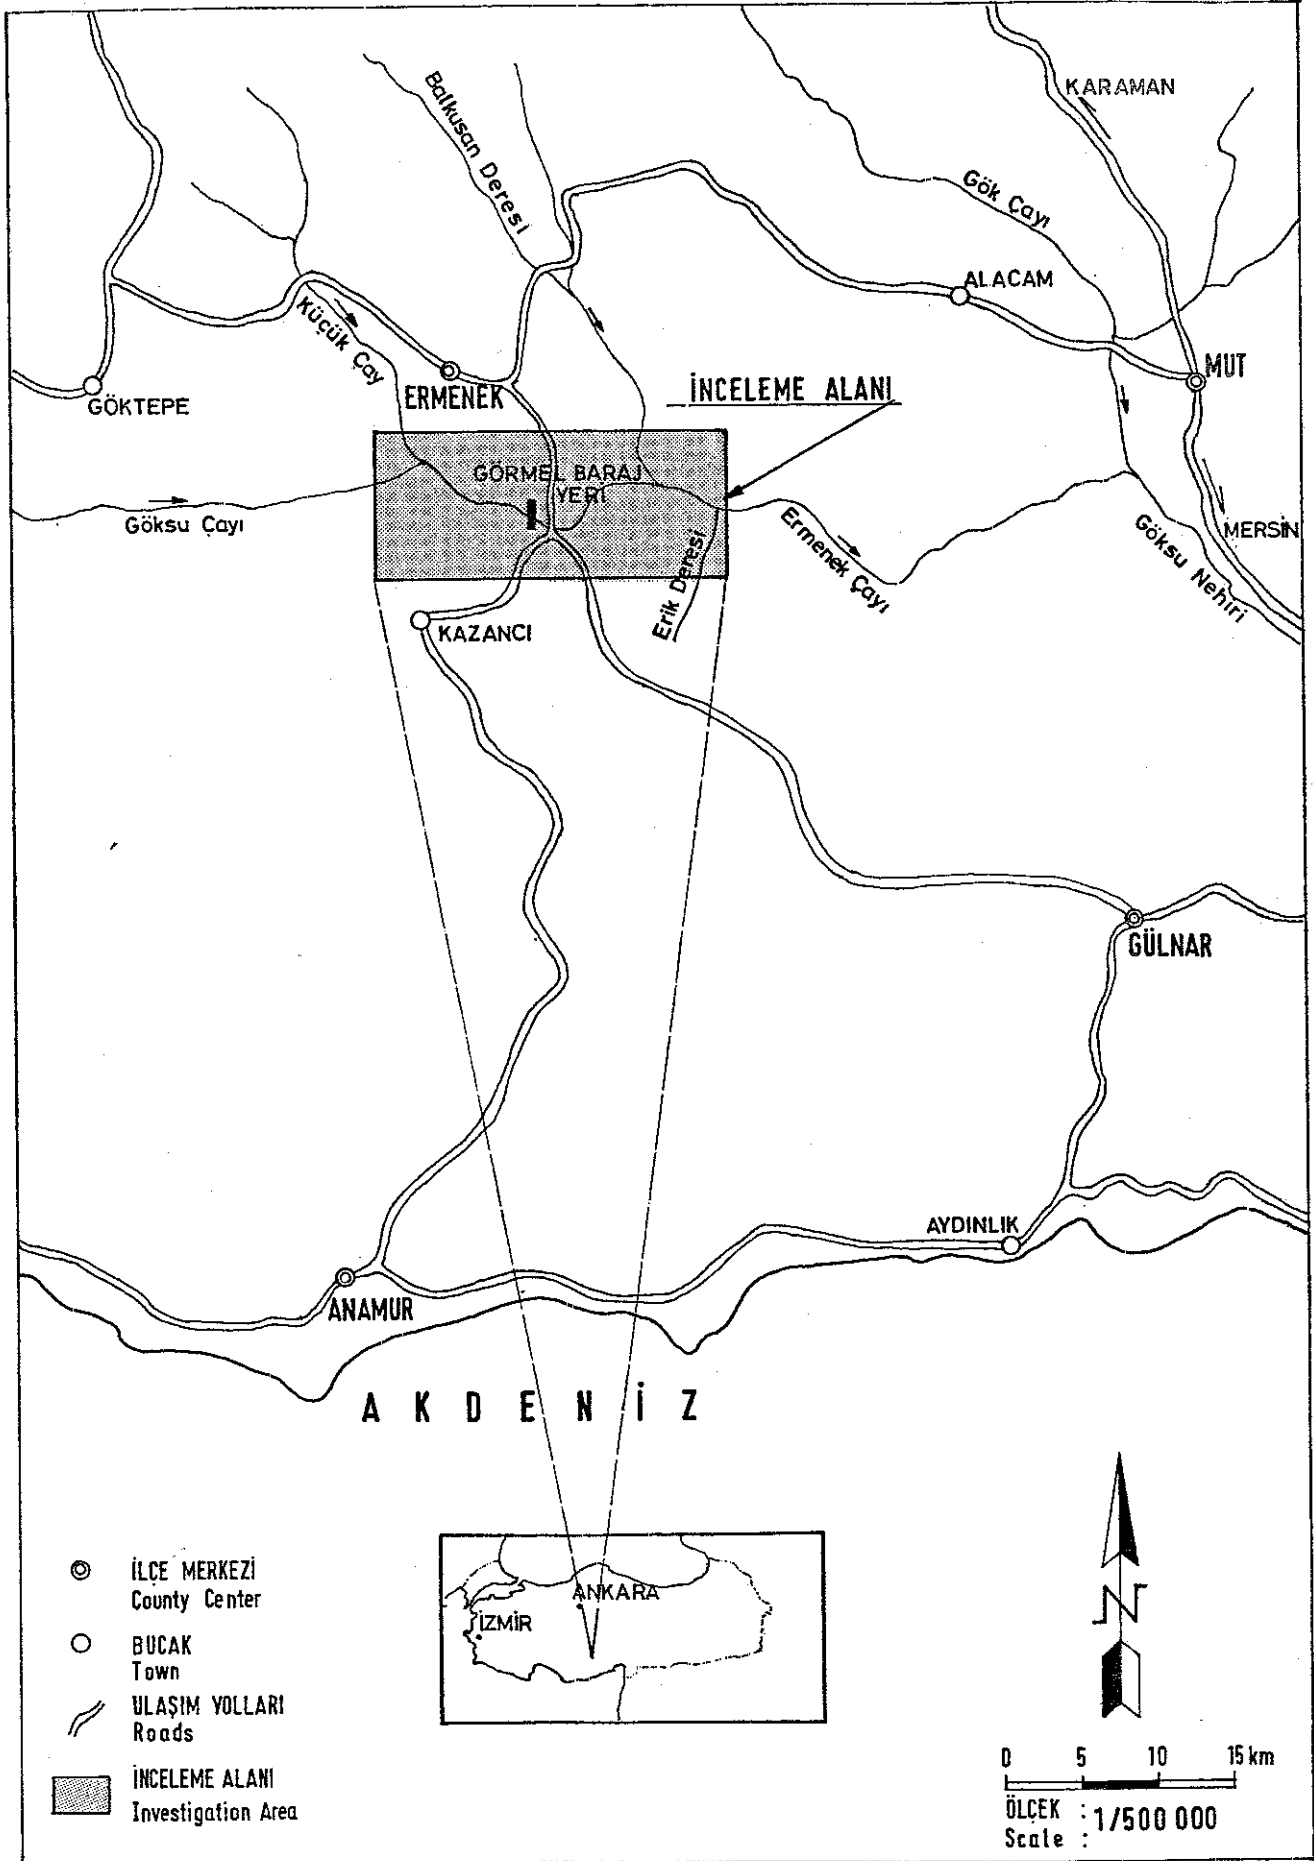 KARAMAN
Balkusan Deresi
Gök Çayı
ALACAM
Küçük Çay
MUT
GÖKTEPE
ERMENEK
İNCELEME ALANI
GÖRMEL BARAJ
YERİ
Göksu Çayı
Ermenek Çayı
Göksu Nehiri
MERSİN
Erik Deresi
KAZANCI
GÜLNAR
AYDINLIK
ANAMUR
AKDENİZ
ANKARA
İZMİR
İLÇE MERKEZİ
County Center
BUCAK
Town
ULAŞIM YOLLARI
Roads
İNCELEME ALANI
Investigation Area
N
0 5 10 15 km
ÖLÇEK : 1/500 000
Scale :